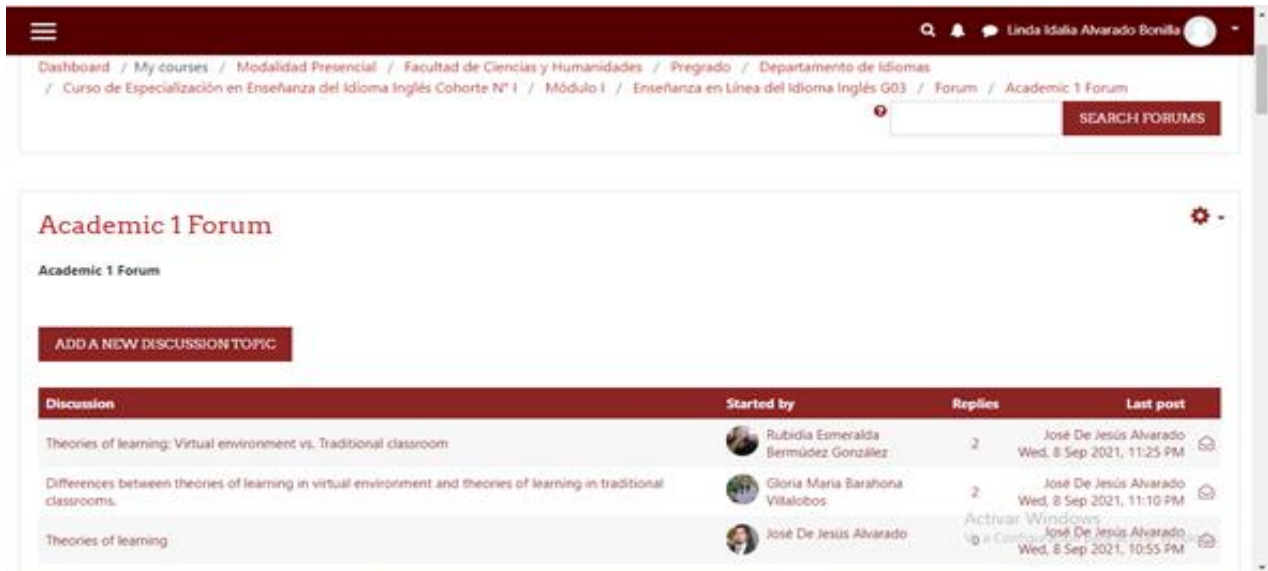 Linda Idalia Alvarado Bonilla
Dashboard / My courses / Modalidad Presencial / Facultad de Ciencias y Humanidades / Pregrado / Departamento de Idiomas
/ Curso de Especialización en Enseñanza del Idioma Inglés Cohorte N° I / Módulo I / Enseñanza en Línea del Idioma Inglés G03 / Forum / Academic 1 Forum
SEARCH FORUMS
Academic 1 Forum
Academic 1 Forum
ADD A NEW DISCUSSION TOPIC
Discussion Started by Replies Last post
Theories of learning: Virtual environment vs. Traditional classroom
Rubidia Esmeralda
Bermúdez González
2
José De Jesús Alvarado
Wed, 8 Sep 2021, 11:25 PM
Differences between theories of learning in virtual environment and theories of learning in traditional
classrooms.
Gloria Maria Barahona
Villalobos
2
José De Jesús Alvarado
Wed, 8 Sep 2021, 11:10 PM
Activar Windows
Theories of learning
José De Jesús Alvarado
0
José De Jesús Alvarado
Wed, 8 Sep 2021, 10:55 PM